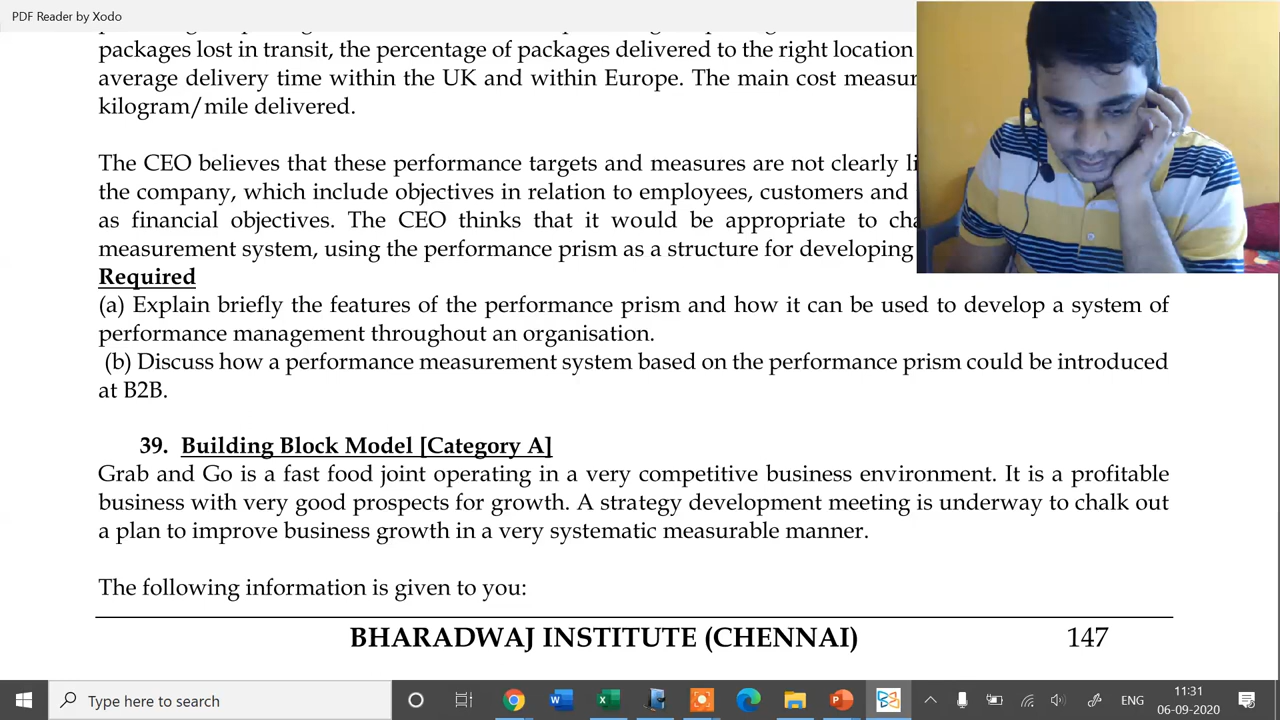 PDF Reader by Xodo
packages lost in transit, the percentage of packages delivered to the right location
average delivery time within the UK and within Europe. The main cost measur
kilogram/mile delivered.
The CEO believes that these performance targets and measures are not clearly li
the company, which include objectives in relation to employees, customers and
as financial objectives. The CEO thinks that it would be appropriate to cha
measurement system, using the performance prism as a structure for developing
Required
(a) Explain briefly the features of the performance prism and how it can be used to develop a system of
performance management throughout an organisation.
(b) Discuss how a performance measurement system based on the performance prism could be introduced
at B2B.
39. Building Block Model [Category A]
Grab and Go is a fast food joint operating in a very competitive business environment. It is a profitable
business with very good prospects for growth. A strategy development meeting is underway to chalk out
a plan to improve business growth in a very systematic measurable manner.
The following information is given to you:
BHARADWAJ INSTITUTE (CHENNAI) 147
Type here to search
ENG
11:31
06-09-2020